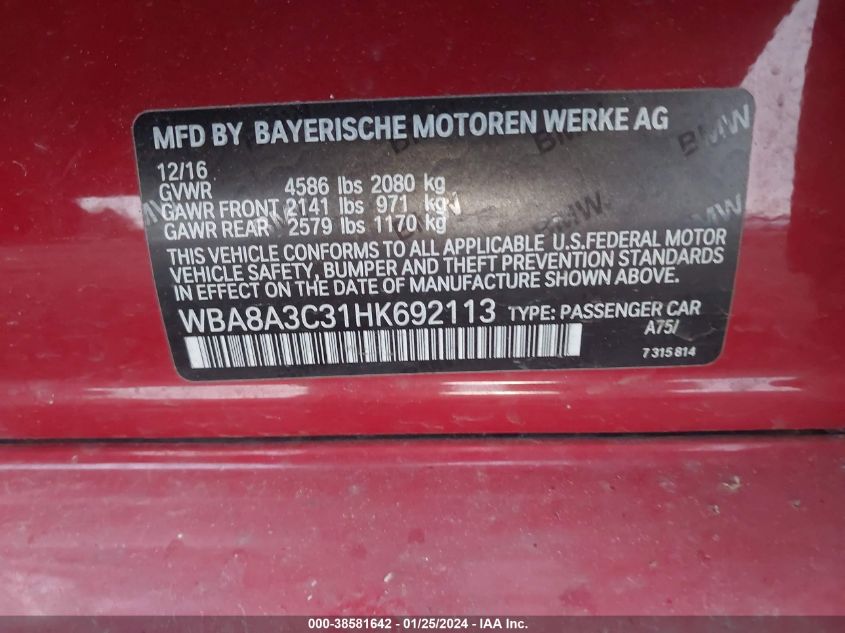 MFD BY BAYERISCHE MOTOREN WERKE AG
12/16
GVWR 4586 lbs 2080 kg
GAWR FRONT 2141 lbs 971 kg
GAWR REAR 2579 lbs 1170 kg
THIS VEHICLE CONFORMS TO ALL APPLICABLE U.S.FEDERAL MOTOR
VEHICLE SAFETY, BUMPER AND THEFT PREVENTION STANDARDS
IN EFFECT ON THE DATE OF MANUFACTURE SHOWN ABOVE.
WBA8A3C31HK692113 TYPE: PASSENGER CAR
A75/
7 315 814
000-38581642 - 01/25/2024 - IAA Inc.